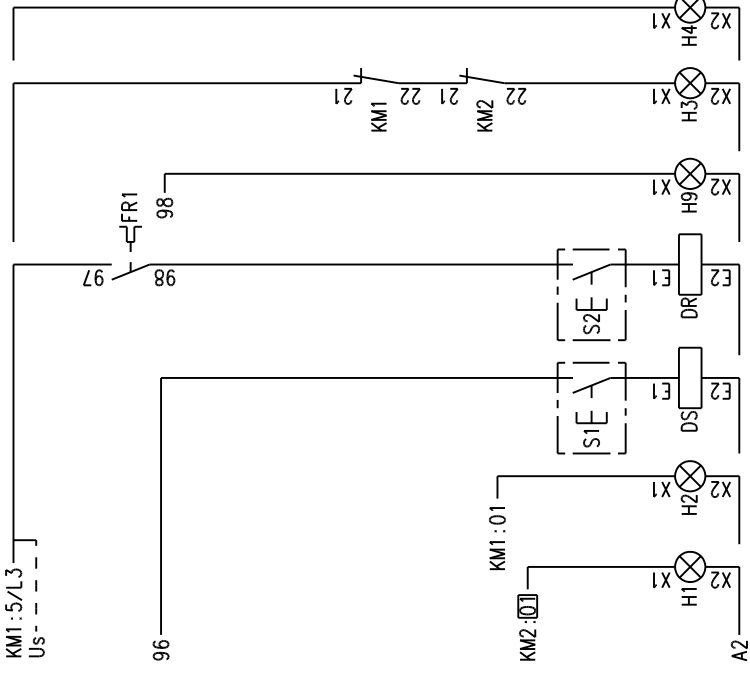 X1
X2
H4
21
22
21
22
X1
X2
KM1
KM2
H3
FR1
98
X1
X2
H9
97
98
E1
E2
S2
DR
E1
E2
S1
DS
X1
X2
H2
KM1:01
X1
X2
H1
KM1:5/L3
Us-
96
KM2:01
A2